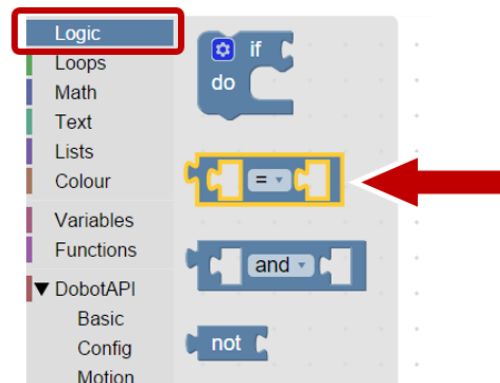 Logic
Loops
Math
Text
Lists
Colour
Variables
Functions
▼ DobotAPI
Basic
Config
Motion
if
do
= ▾
and ▾
not